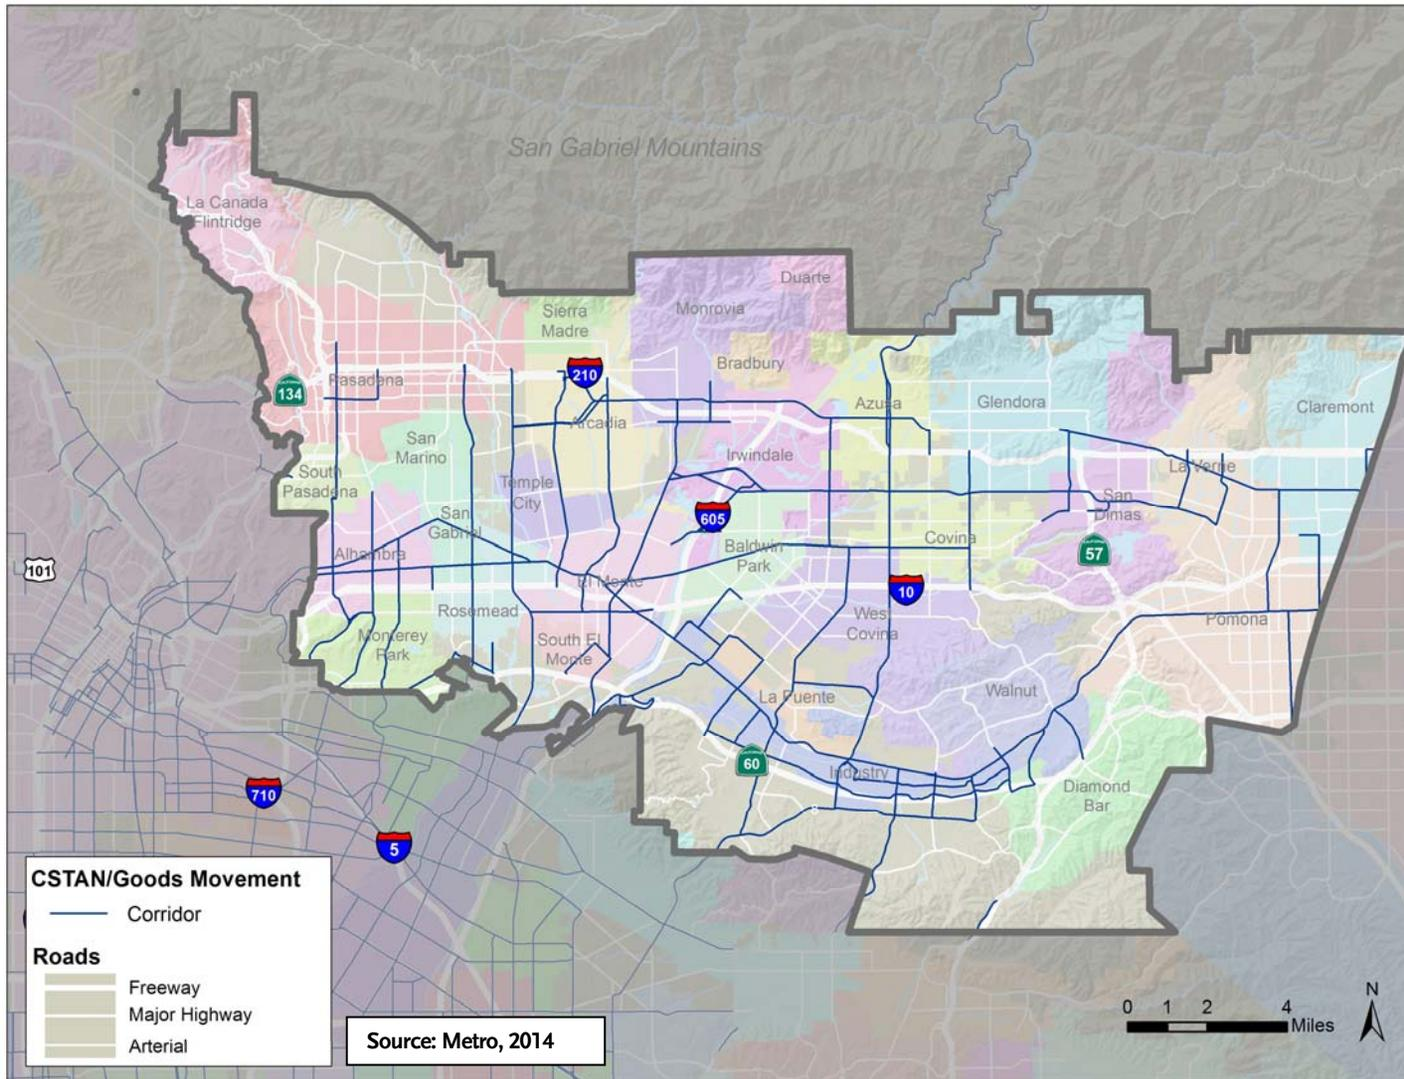 San Gabriel Mountains
La Canada
Flintridge
Duarte
Monrovia
Sierra
Madre
Bradbury
210
Pasadena
CALIFORNIA
134
Azusa
Glendora
Claremont
Arcadia
San
Marino
Irwindale
La Verne
South
Pasadena
Temple
City
San
Dimas
San
Gabriel
605
Covina
Baldwin
Park
CALIFORNIA
57
Alhambra
101
El Monte
10
Rosemead
West
Covina
Pomona
Monterey
Park
South El
Monte
La Puente
Walnut
CALIFORNIA
60
Industry
Diamond
Bar
710
5
CSTAN/Goods Movement
Corridor
Roads
Freeway
Major Highway
Arterial
Source: Metro, 2014
0 1 2 4
Miles
N